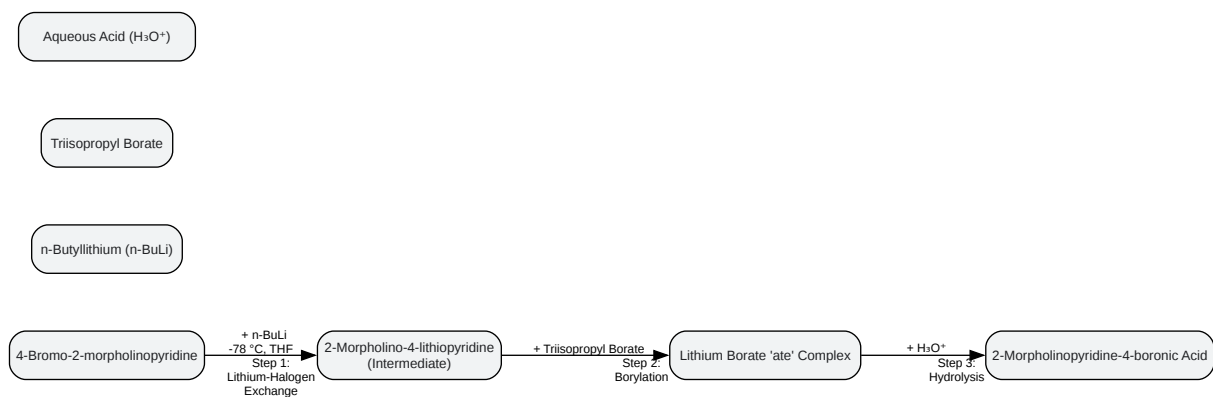 Aqueous Acid (H₃O⁺)
Triisopropyl Borate
n-Butyllithium (n-BuLi)
4-Bromo-2-morpholinopyridine
+ n-BuLi
-78 °C, THF
Step 1:
Lithium-Halogen
Exchange
2-Morpholino-4-lithiopyridine
(Intermediate)
+ Triisopropyl Borate
Step 2:
Borylation
Lithium Borate 'ate' Complex
+ H₃O⁺
Step 3:
Hydrolysis
2-Morpholinopyridine-4-boronic Acid